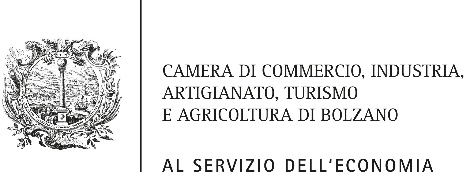 CAMERA DI COMMERCIO, INDUSTRIA,
ARTIGIANATO, TURISMO
E AGRICOLTURA DI BOLZANO
AL SERVIZIO DELL'ECONOMIA